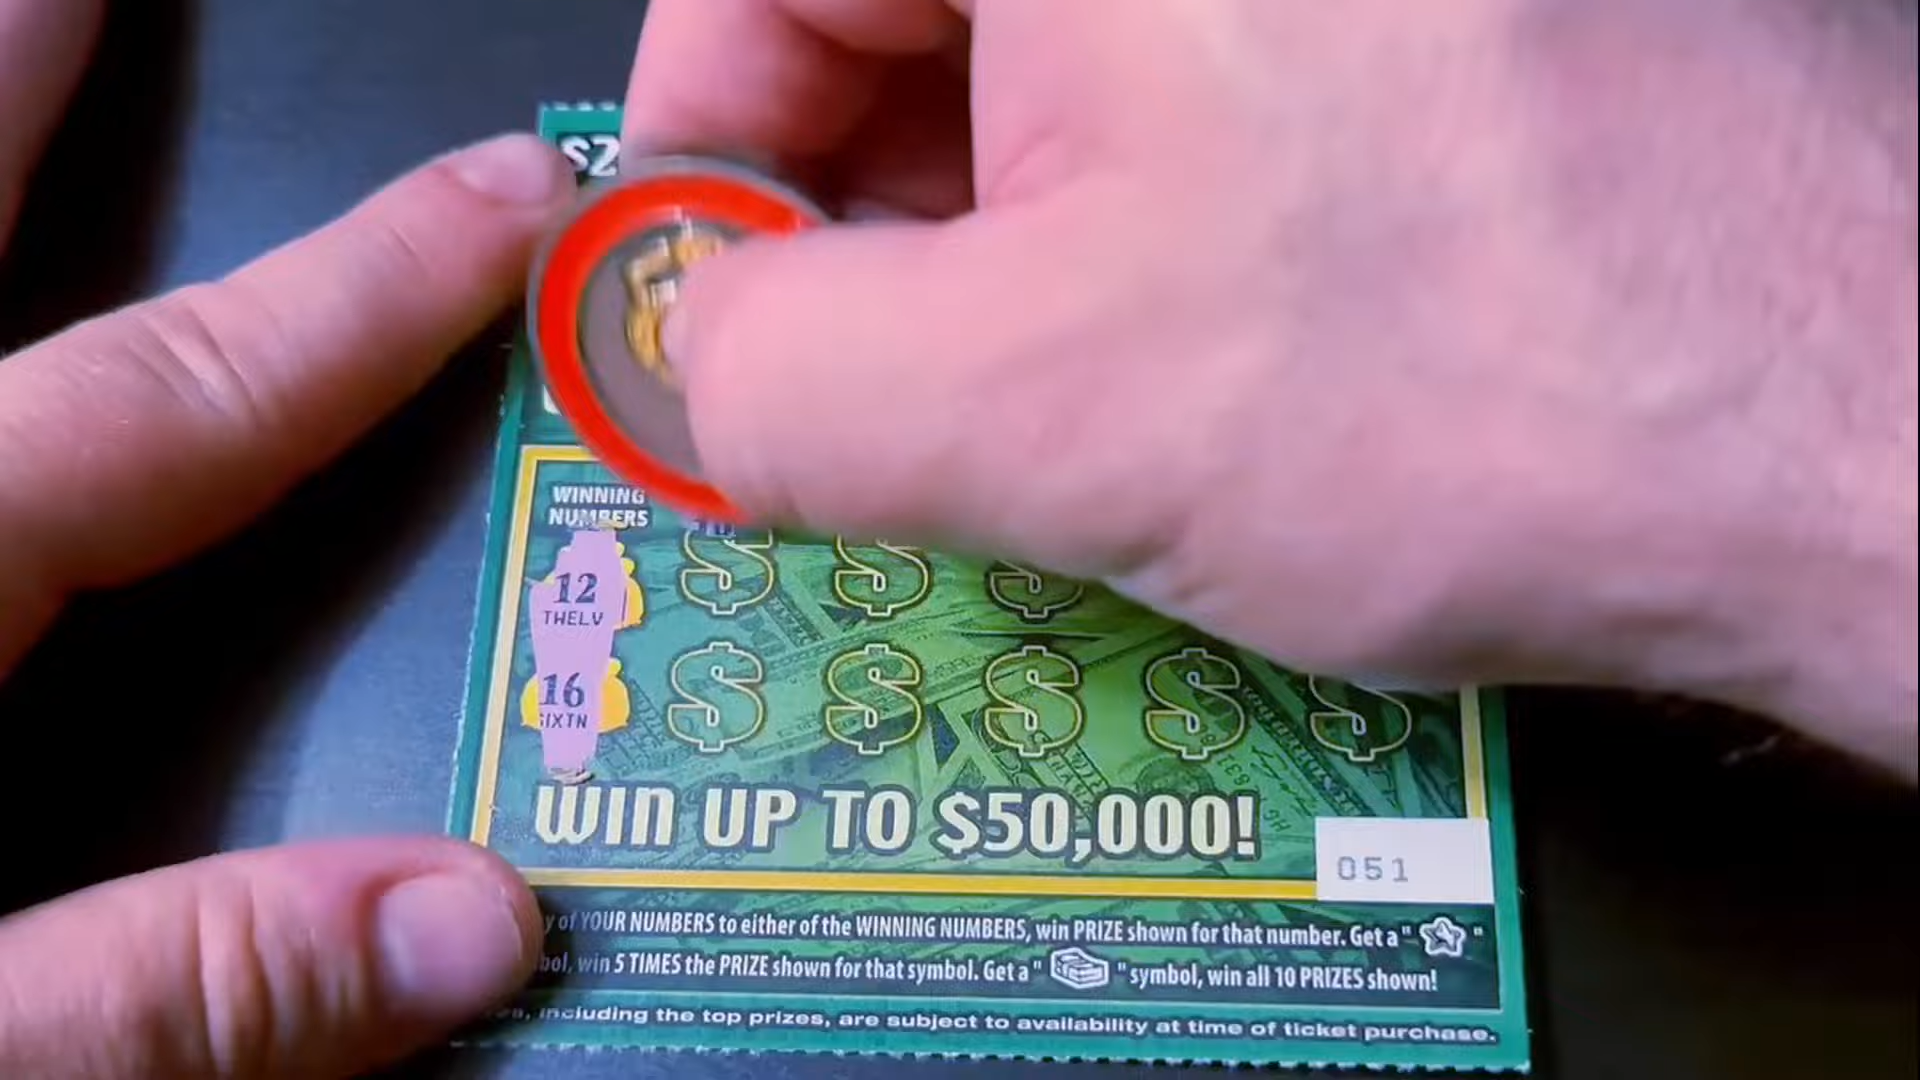 $2
WINNING
NUMBERS
12
THELV
16
SIXTN
WIN UP TO $50,000!
051
of YOUR NUMBERS to either of the WINNING NUMBERS, win PRIZE shown for that number. Get a " "
win 5 TIMES the PRIZE shown for that symbol. Get a " " symbol, win all 10 PRIZES shown!
including the top prizes, are subject to availability at time of ticket purchase.